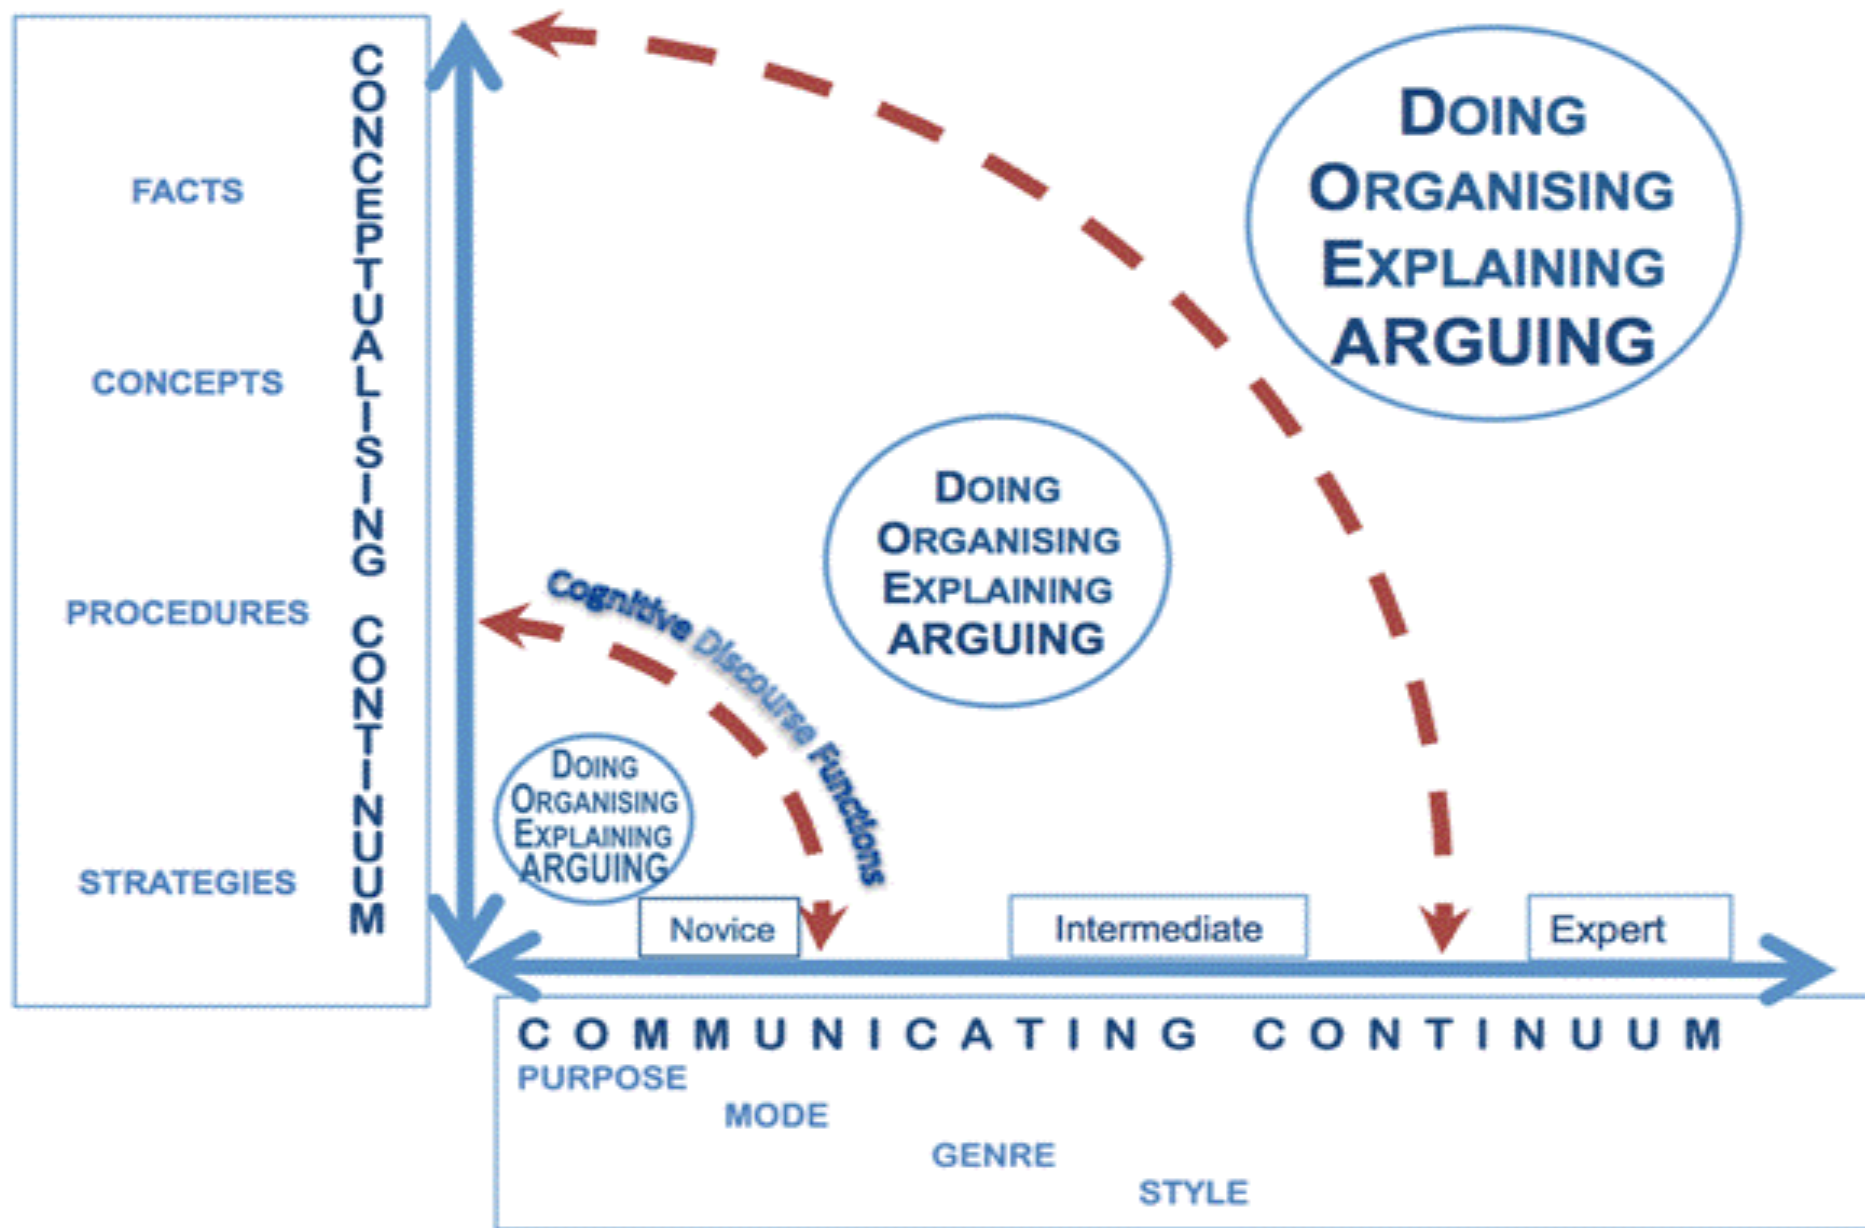 CONCEPTUALISING CONTINUUM
FACTS
CONCEPTS
PROCEDURES
STRATEGIES
DOING
ORGANISING
EXPLAINING
ARGUING
DOING
ORGANISING
EXPLAINING
ARGUING
Cognitive Discourse Functions
DOING
ORGANISING
EXPLAINING
ARGUING
Novice
Intermediate
Expert
COMMUNICATING CONTINUUM
PURPOSE
MODE
GENRE
STYLE